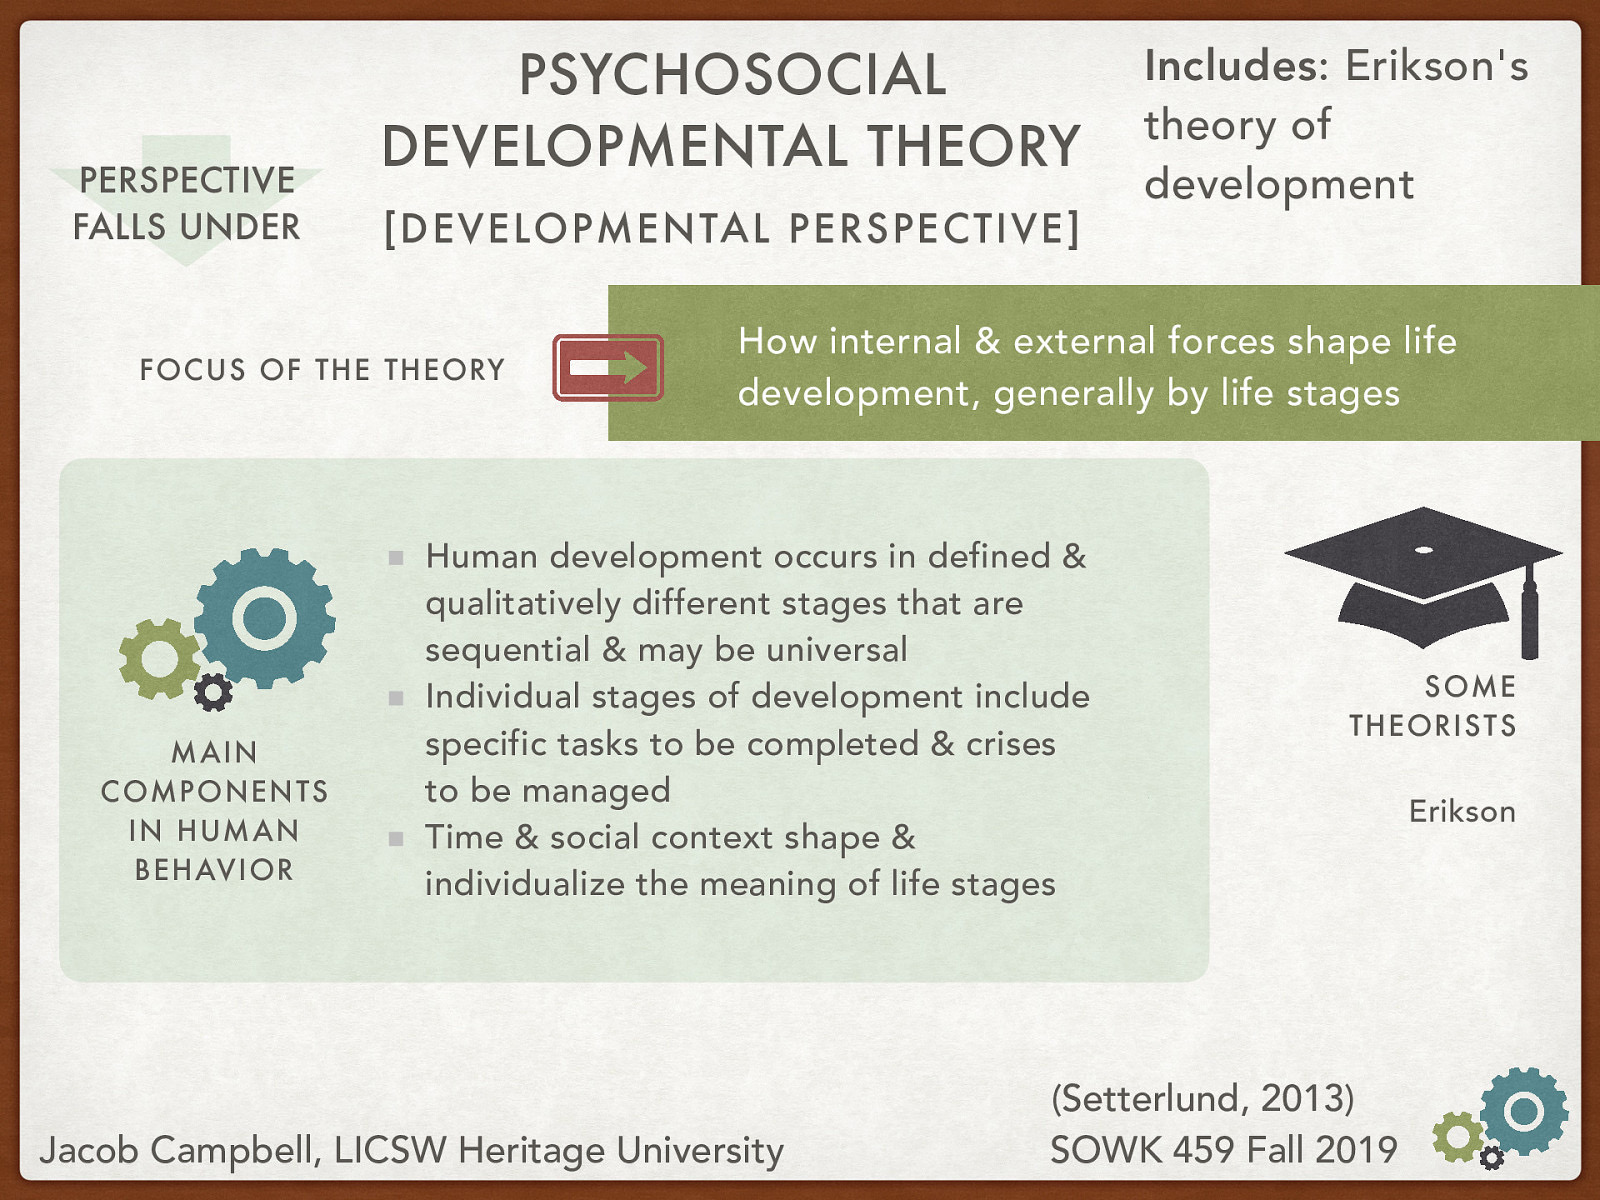 PSYCHOSOCIAL
DEVELOPMENTAL THEORY
[DEVELOPMENTAL PERSPECTIVE]
Includes: Erikson's
theory of
development
PERSPECTIVE
FALLS UNDER
FOCUS OF THE THEORY
How internal & external forces shape life
development, generally by life stages
MAIN
COMPONENTS
IN HUMAN
BEHAVIOR
Human development occurs in defined &
qualitatively different stages that are
sequential & may be universal
Individual stages of development include
specific tasks to be completed & crises
to be managed
Time & social context shape &
individualize the meaning of life stages
SOME
THEORISTS
Erikson
Jacob Campbell, LICSW Heritage University
(Setterlund, 2013)
SOWK 459 Fall 2019